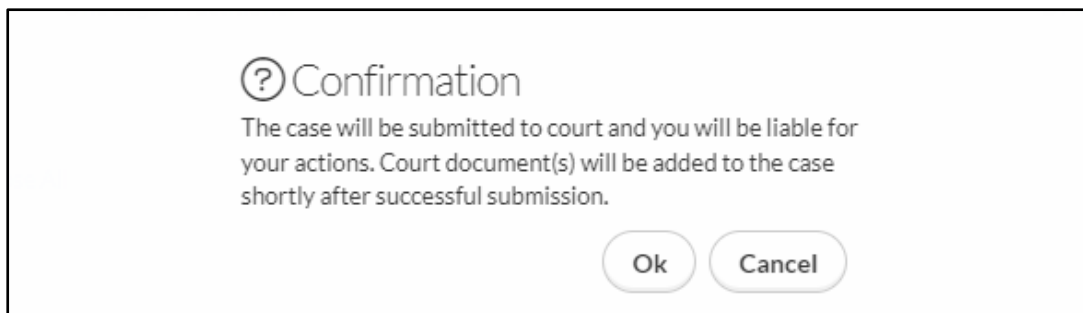 ? Confirmation
The case will be submitted to court and you will be liable for
your actions. Court document(s) will be added to the case
shortly after successful submission.
Ok Cancel